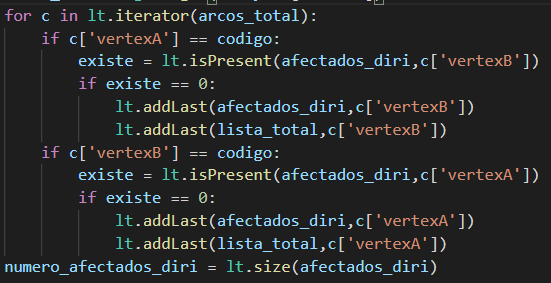 for c in lt.iterator(arcos_total):
    if c['vertexA'] == codigo:
        existe = lt.isPresent(afectados_diri,c['vertexB'])
        if existe == 0:
            lt.addLast(afectados_diri,c['vertexB'])
            lt.addLast(lista_total,c['vertexB'])
    if c['vertexB'] == codigo:
        existe = lt.isPresent(afectados_diri,c['vertexA'])
        if existe == 0:
            lt.addLast(afectados_diri,c['vertexA'])
            lt.addLast(lista_total,c['vertexA'])
numero_afectados_diri = lt.size(afectados_diri)